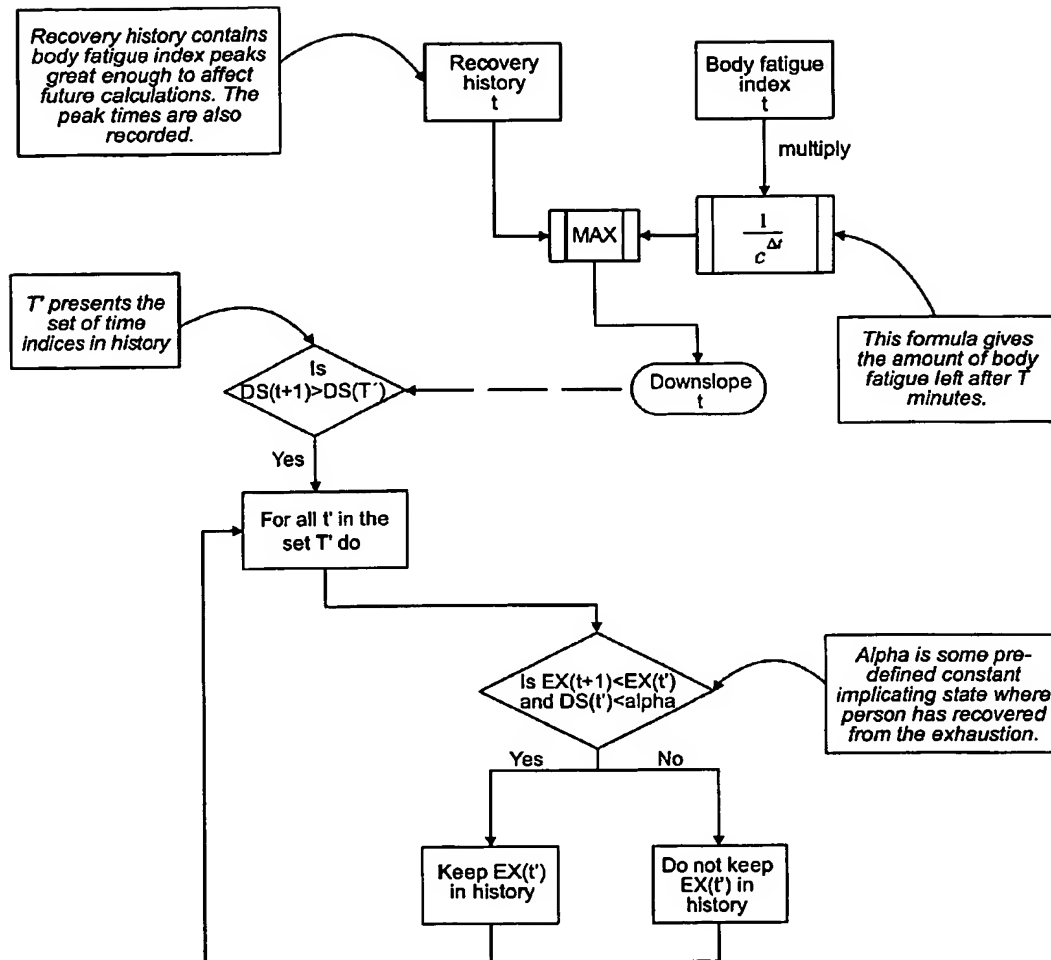 Recovery history contains
body fatigue index peaks
great enough to affect
future calculations. The
peak times are also
recorded.
Recovery
history
t
Body fatigue
index
t
multiply
MAX
1
c^Δt
T' presents the
set of time
indices in history
Is
DS(t+1)>DS(T´)
Downslope
t
This formula gives
the amount of body
fatigue left after T
minutes.
Yes
For all t' in the
set T' do
Is EX(t+1)<EX(t')
and DS(t')<alpha
Alpha is some pre-
defined constant
implicating state where
person has recovered
from the exhaustion.
Yes
No
Keep EX(t')
in history
Do not keep
EX(t') in
history